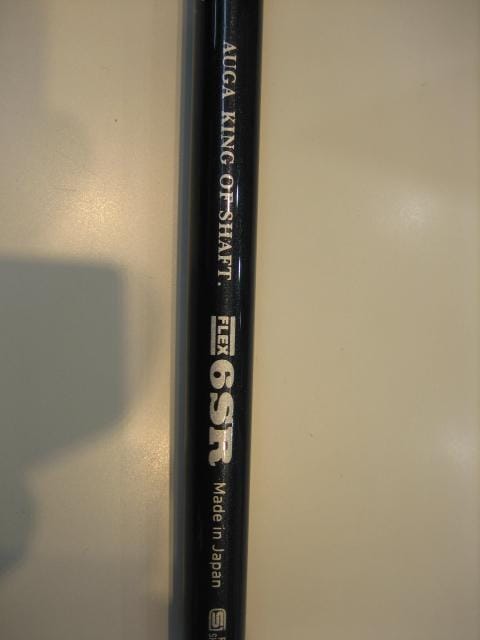 AUGA KING OF SHAFT.
FLEX 6SR
Made in Japan